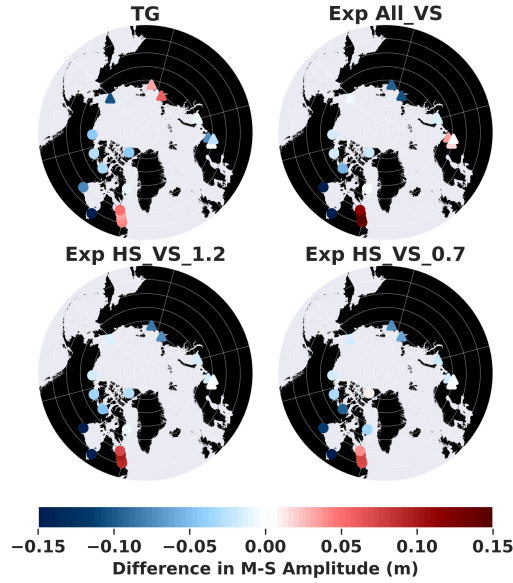 TG
Exp All_VS
Exp HS_VS_1.2
Exp HS_VS_0.7
−0.15 −0.10 −0.05 0.00 0.05 0.10 0.15
Difference in M-S Amplitude (m)